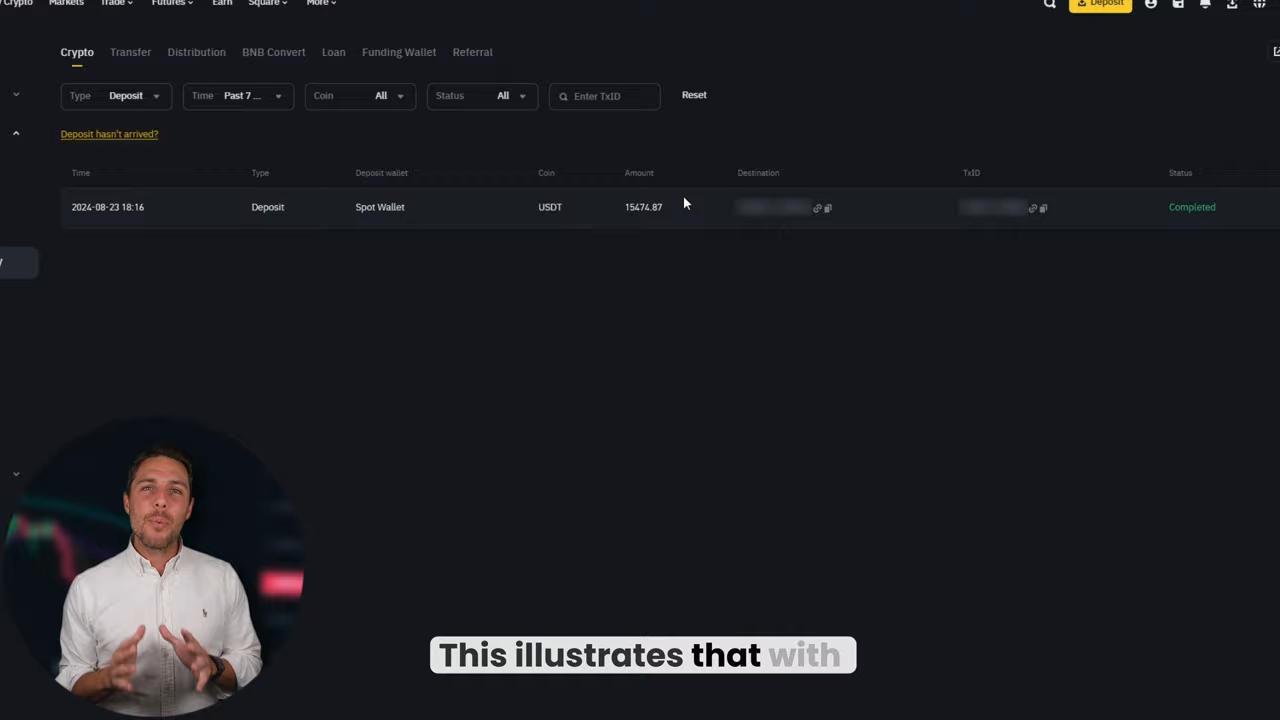 Crypto Markets Trade Futures Earn Square More Deposit
Crypto Transfer Distribution BNB Convert Loan Funding Wallet Referral
Type Deposit Time Past 7 ... Coin All Status All Enter TxID Reset
Deposit hasn't arrived?
Time Type Deposit wallet Coin Amount Destination TxID Status
2024-08-23 18:16 Deposit Spot Wallet USDT 15474.87 Completed
This illustrates that with